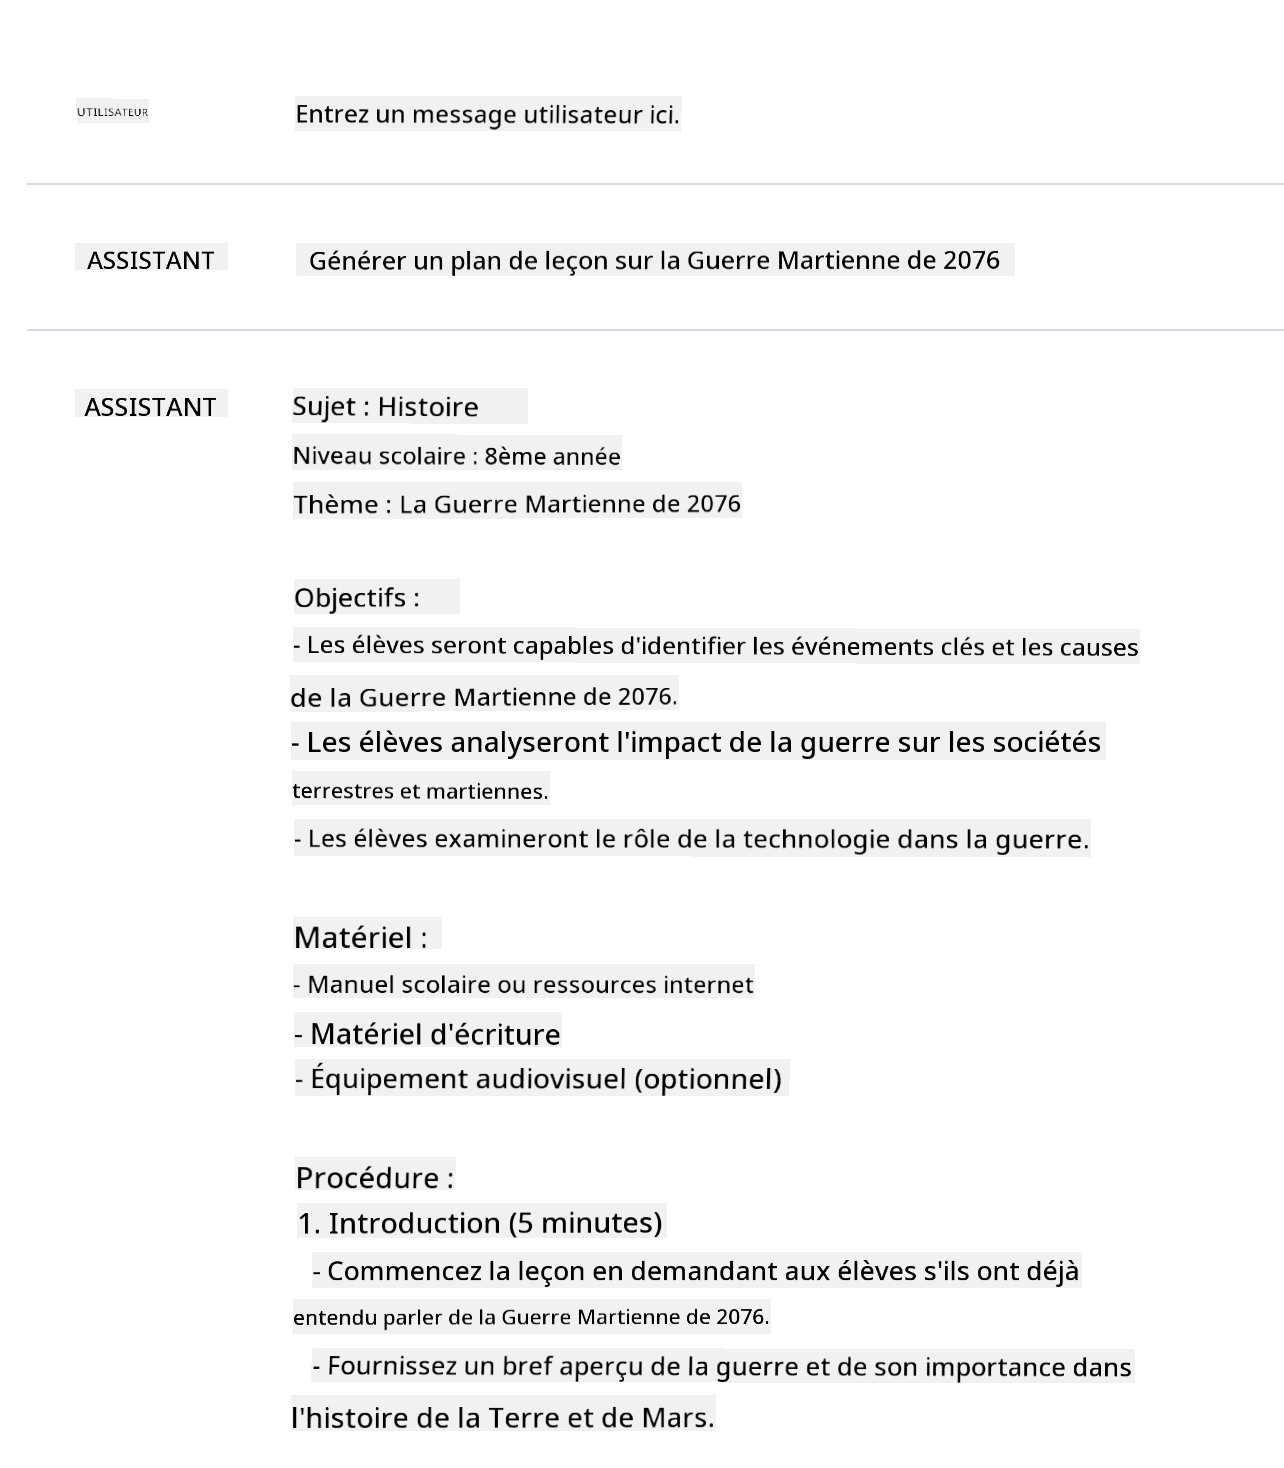 UTILISATEUR
Entrez un message utilisateur ici.
ASSISTANT
Générer un plan de leçon sur la Guerre Martienne de 2076
ASSISTANT
Sujet : Histoire
Niveau scolaire : 8ème année
Thème : La Guerre Martienne de 2076
Objectifs :
- Les élèves seront capables d'identifier les événements clés et les causes
de la Guerre Martienne de 2076.
- Les élèves analyseront l'impact de la guerre sur les sociétés
terrestres et martiennes.
- Les élèves examineront le rôle de la technologie dans la guerre.
Matériel :
- Manuel scolaire ou ressources internet
- Matériel d'écriture
- Équipement audiovisuel (optionnel)
Procédure :
1. Introduction (5 minutes)
- Commencez la leçon en demandant aux élèves s'ils ont déjà
entendu parler de la Guerre Martienne de 2076.
- Fournissez un bref aperçu de la guerre et de son importance dans
l'histoire de la Terre et de Mars.